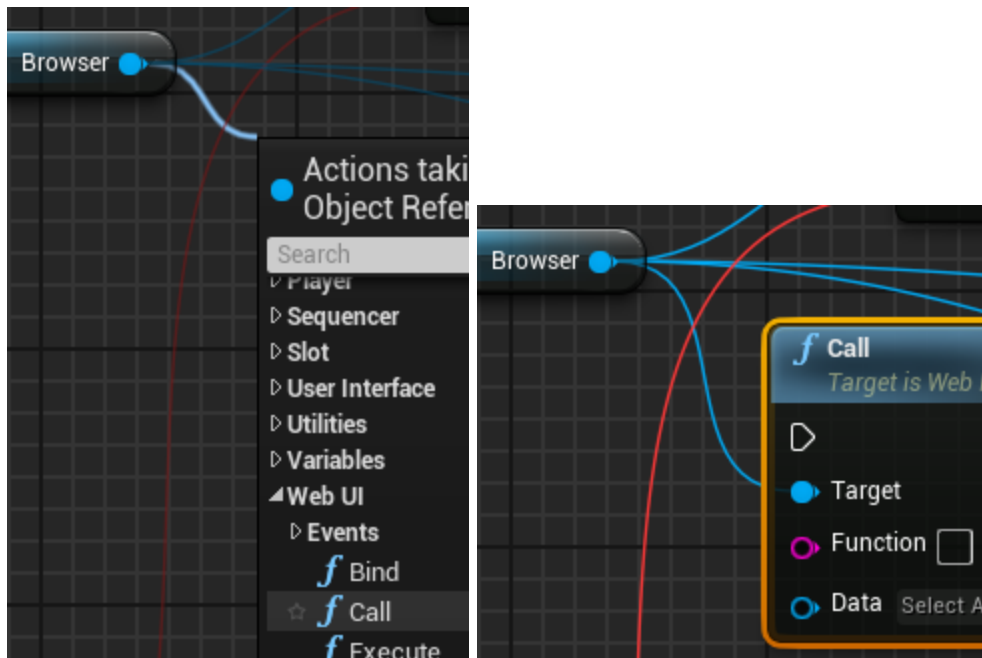 Browser
Actions taki
Object Refer
Search
Player
Sequencer
Slot
User Interface
Utilities
Variables
Web UI
Events
f Bind
f Call
f Execute
Browser
f Call
Target is Web
Target
Function
Data Select A